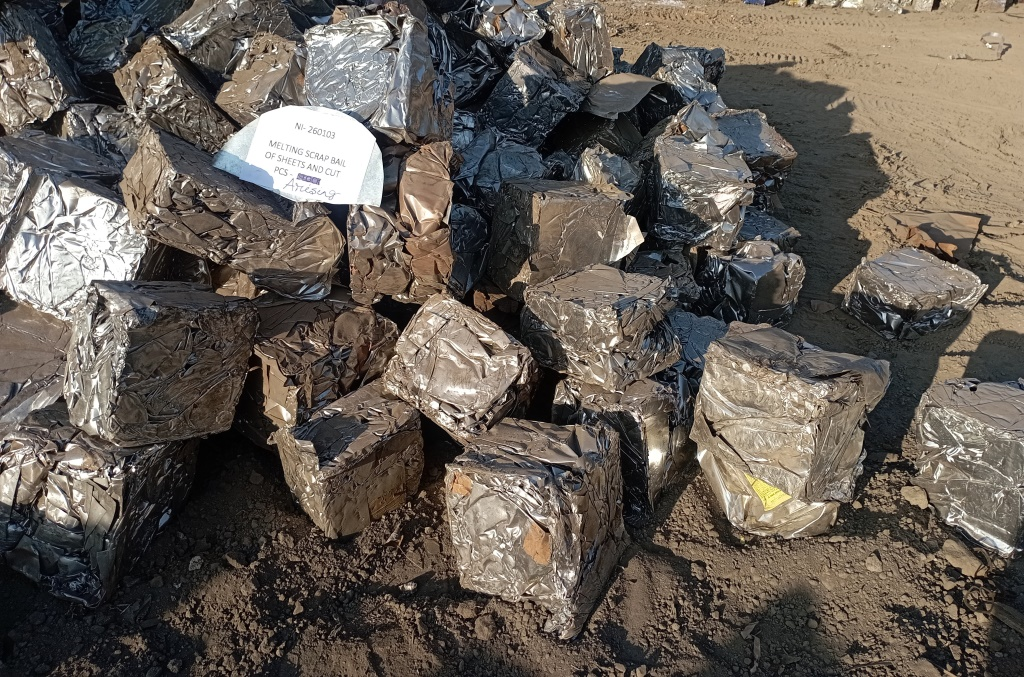 NI- 260103
MELTING SCRAP BAIL
OF SHEETS AND CUT
PCS -